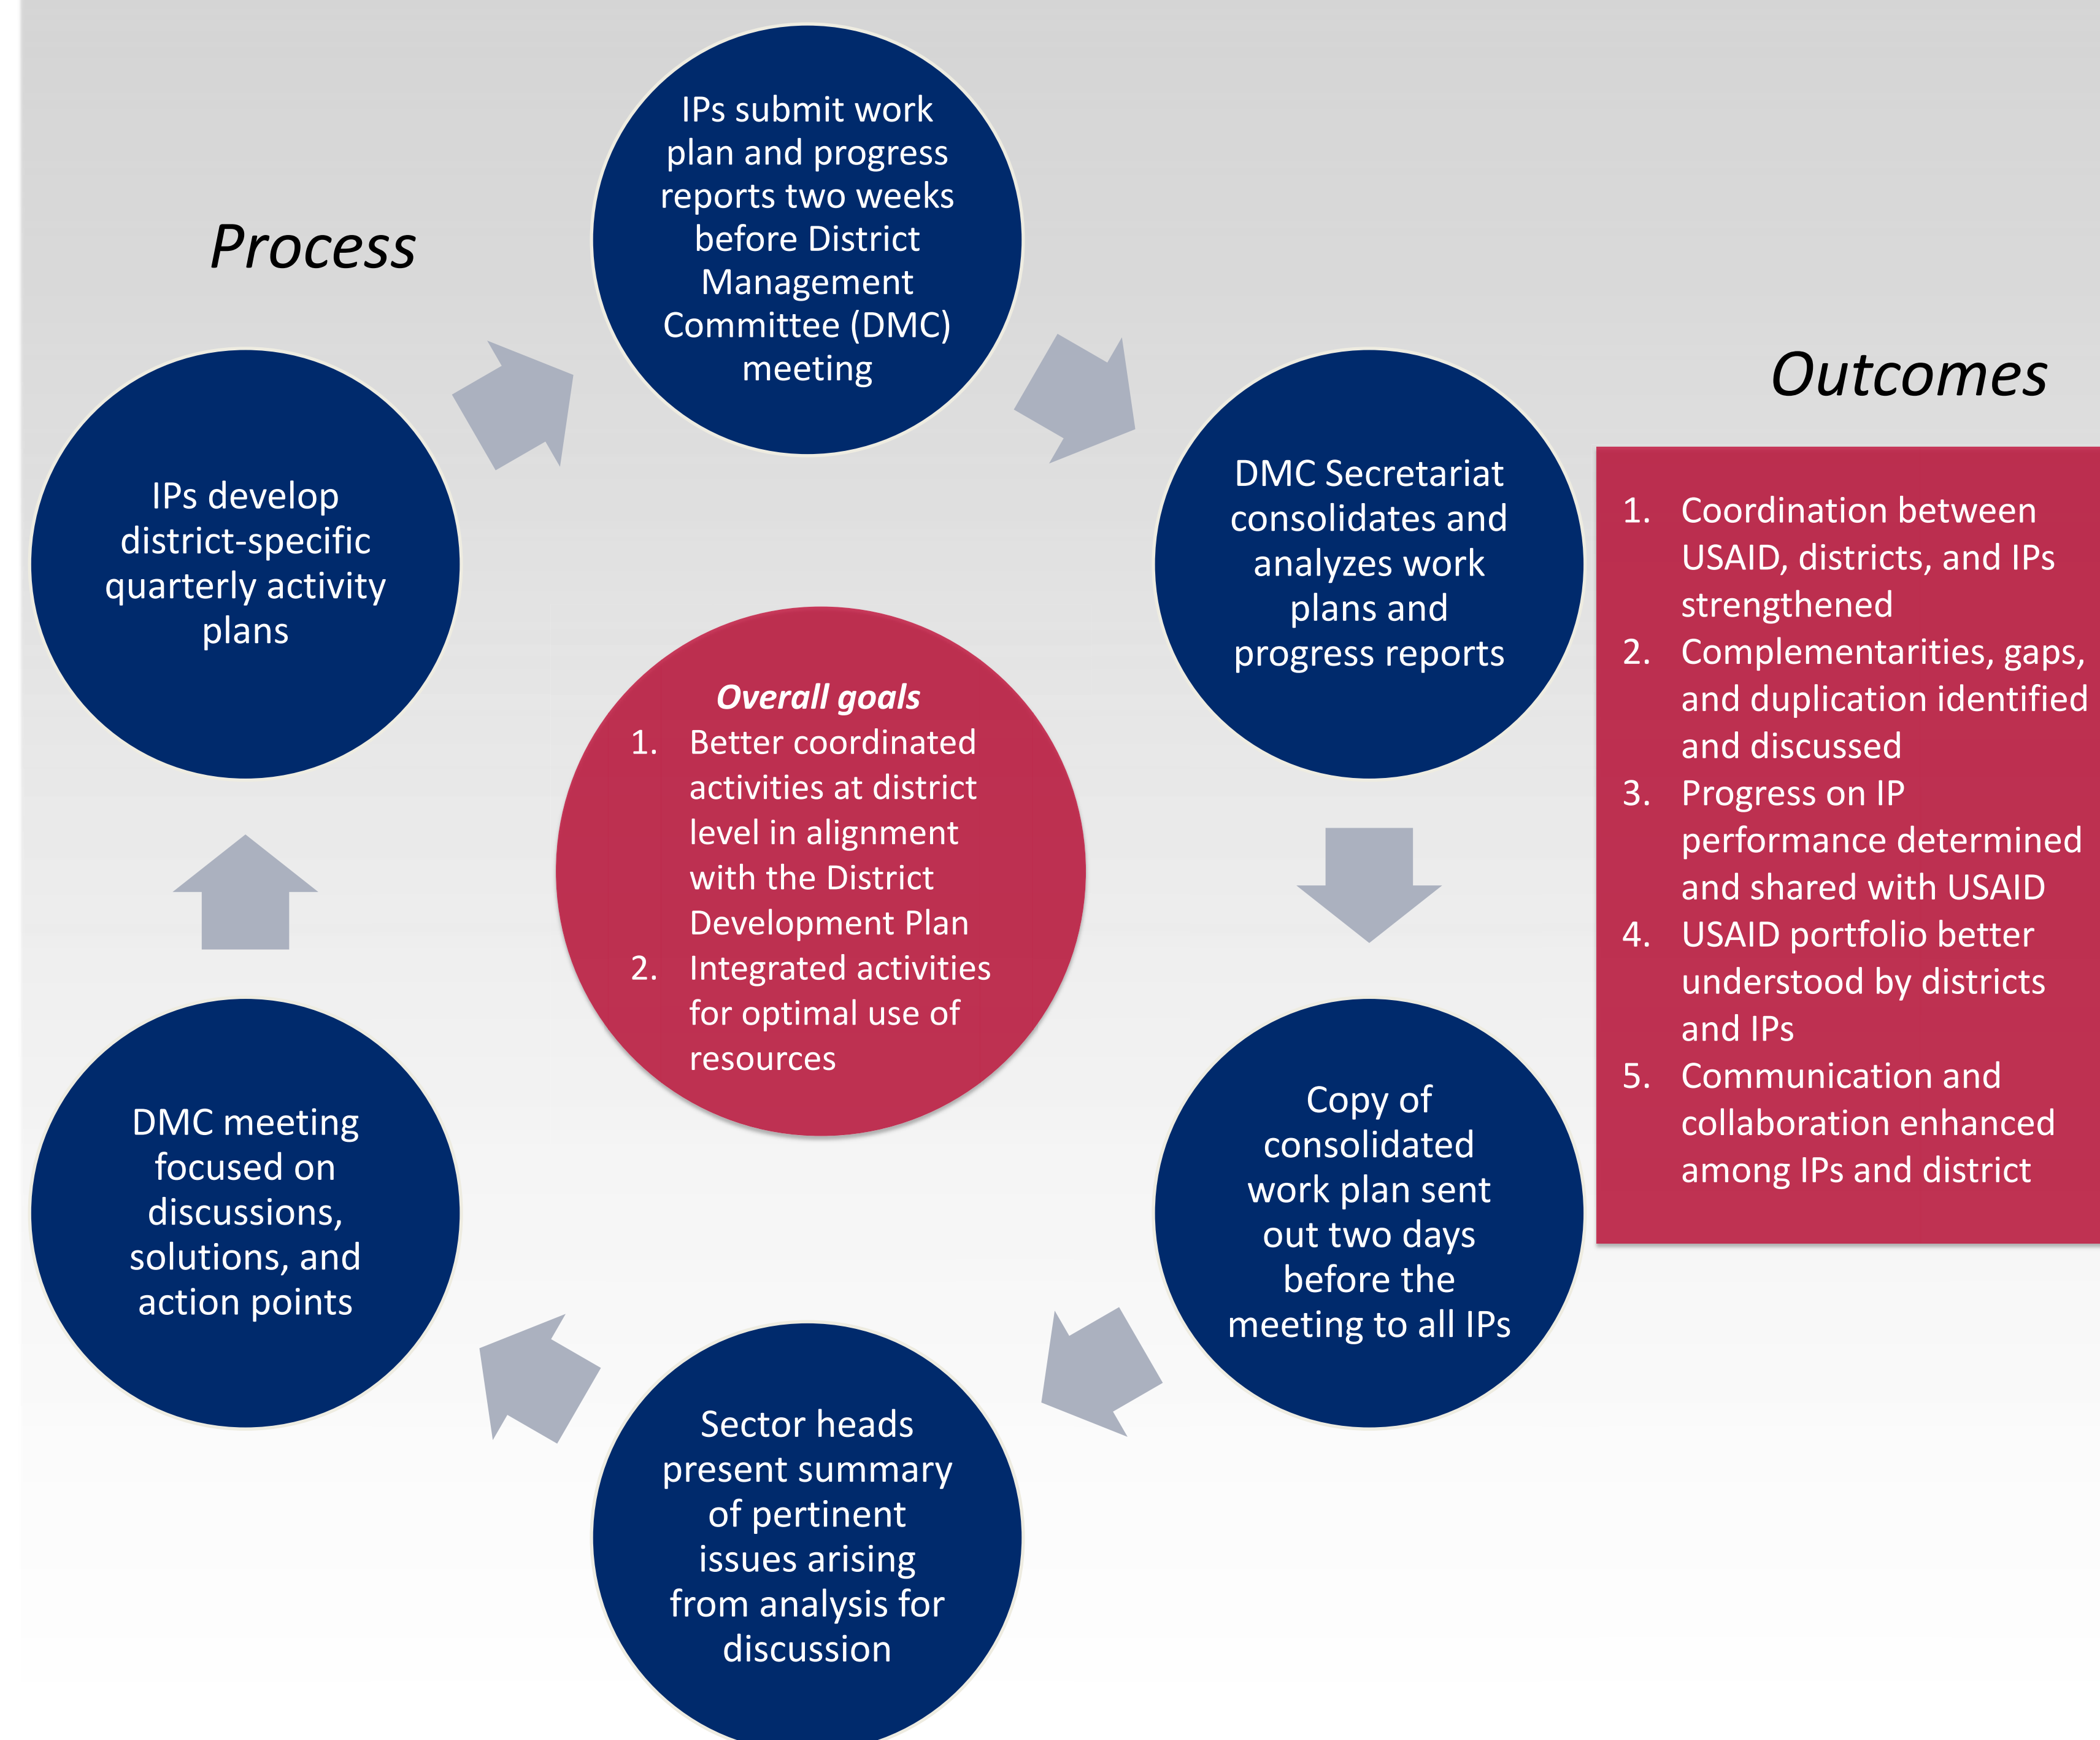 Process
IPs submit work
plan and progress
reports two weeks
before District
Management
Committee (DMC)
meeting
DMC Secretariat
consolidates and
analyzes work
plans and
progress reports
Copy of
consolidated
work plan sent
out two days
before the
meeting to all IPs
Sector heads
present summary
of pertinent
issues arising
from analysis for
discussion
DMC meeting
focused on
discussions,
solutions, and
action points
IPs develop
district-specific
quarterly activity
plans
Overall goals
1. Better coordinated
activities at district
level in alignment
with the District
Development Plan
2. Integrated activities
for optimal use of
resources
Outcomes
1. Coordination between
USAID, districts, and IPs
strengthened
2. Complementarities, gaps,
and duplication identified
and discussed
3. Progress on IP
performance determined
and shared with USAID
4. USAID portfolio better
understood by districts
and IPs
5. Communication and
collaboration enhanced
among IPs and district